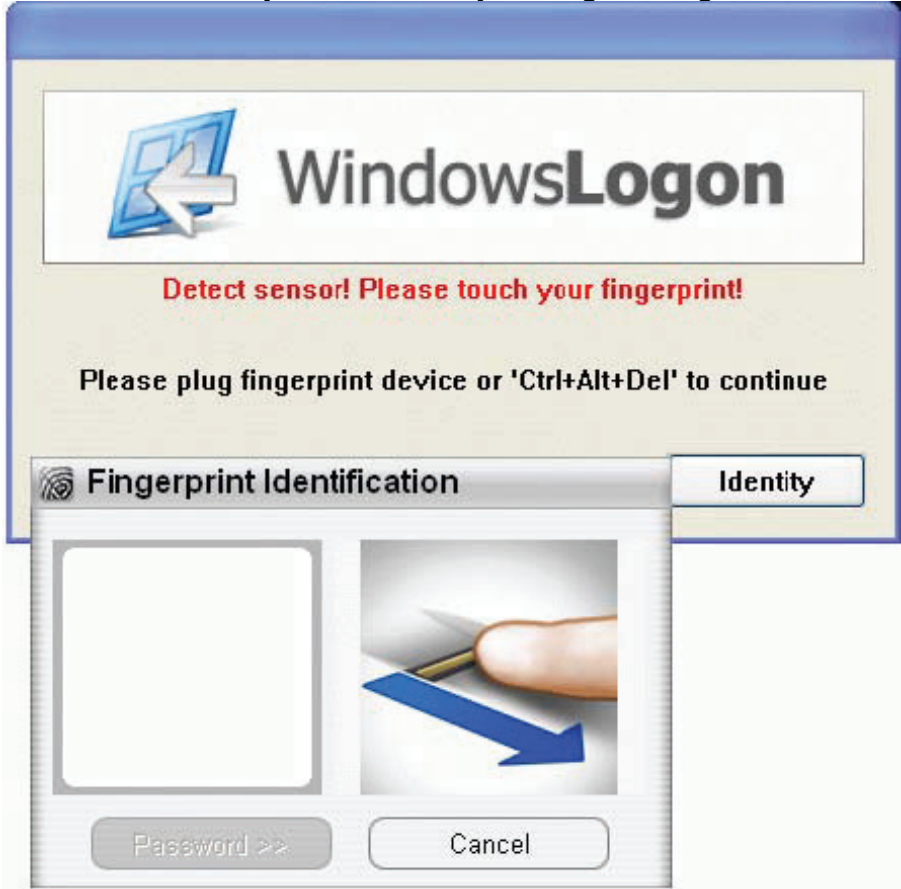 WindowsLogon
Detect sensor! Please touch your fingerprint!
Please plug fingerprint device or 'Ctrl+Alt+Del' to continue
Identity
Fingerprint Identification
Password >>
Cancel